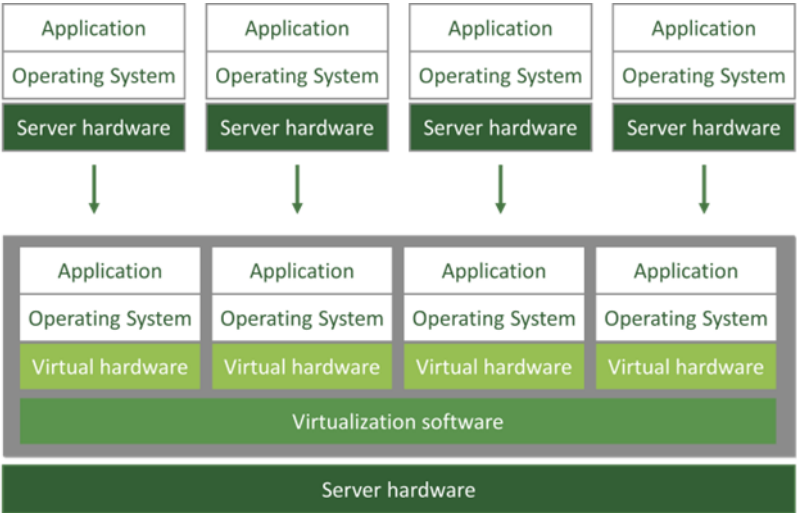 Application
Application
Application
Application
Operating System
Operating System
Operating System
Operating System
Server hardware
Server hardware
Server hardware
Server hardware
Application
Application
Application
Application
Operating System
Operating System
Operating System
Operating System
Virtual hardware
Virtual hardware
Virtual hardware
Virtual hardware
Virtualization software
Server hardware